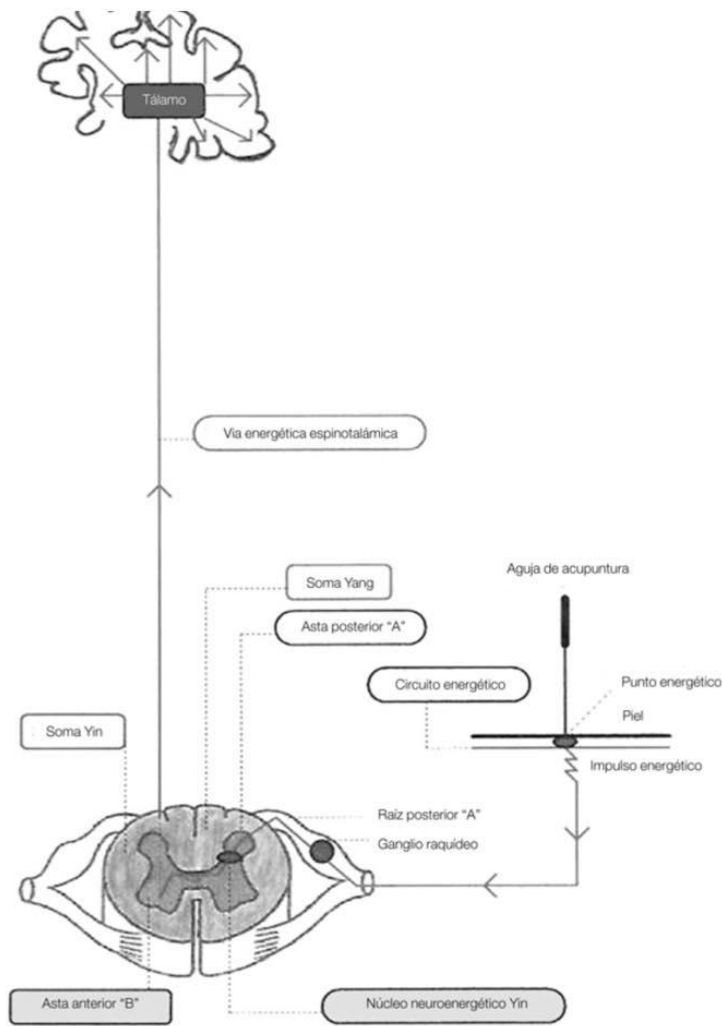 Tálamo
Via energética espinotalámica
Aguja de acupuntura
Soma Yang
Asta posterior “A”
Circuito energético
Punto energético
Piel
Soma Yin
Impulso energético
Raíz posterior “A”
Ganglio raquídeo
Asta anterior “B”
Núcleo neuroenergético Yin